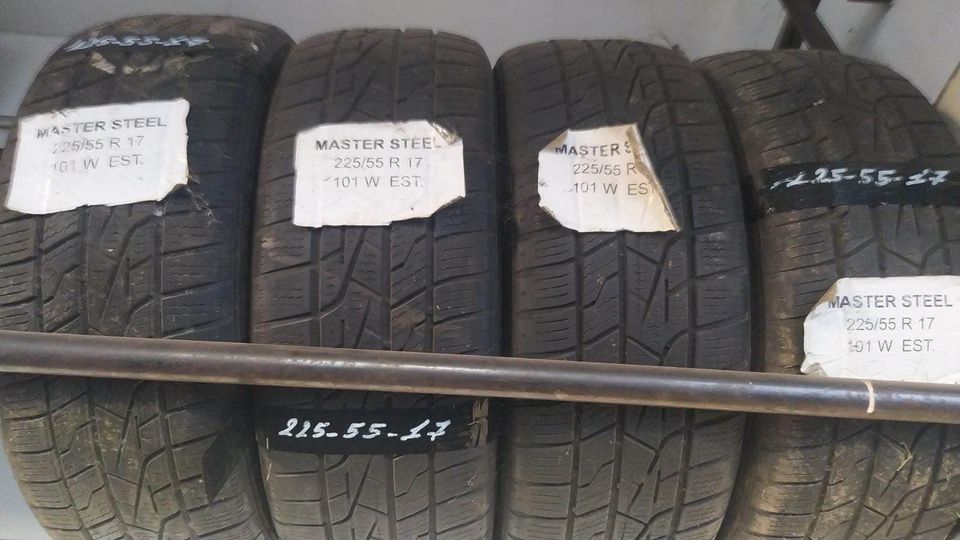 225-55-17
MASTER STEEL
225/55 R 17
101 W EST.
MASTER STEEL
225/55 R 17
101 W EST.
225-55-17
MASTER S
225/55 R
101 W EST
225-55-17
MASTER STEEL
225/55 R 17
101 W EST.